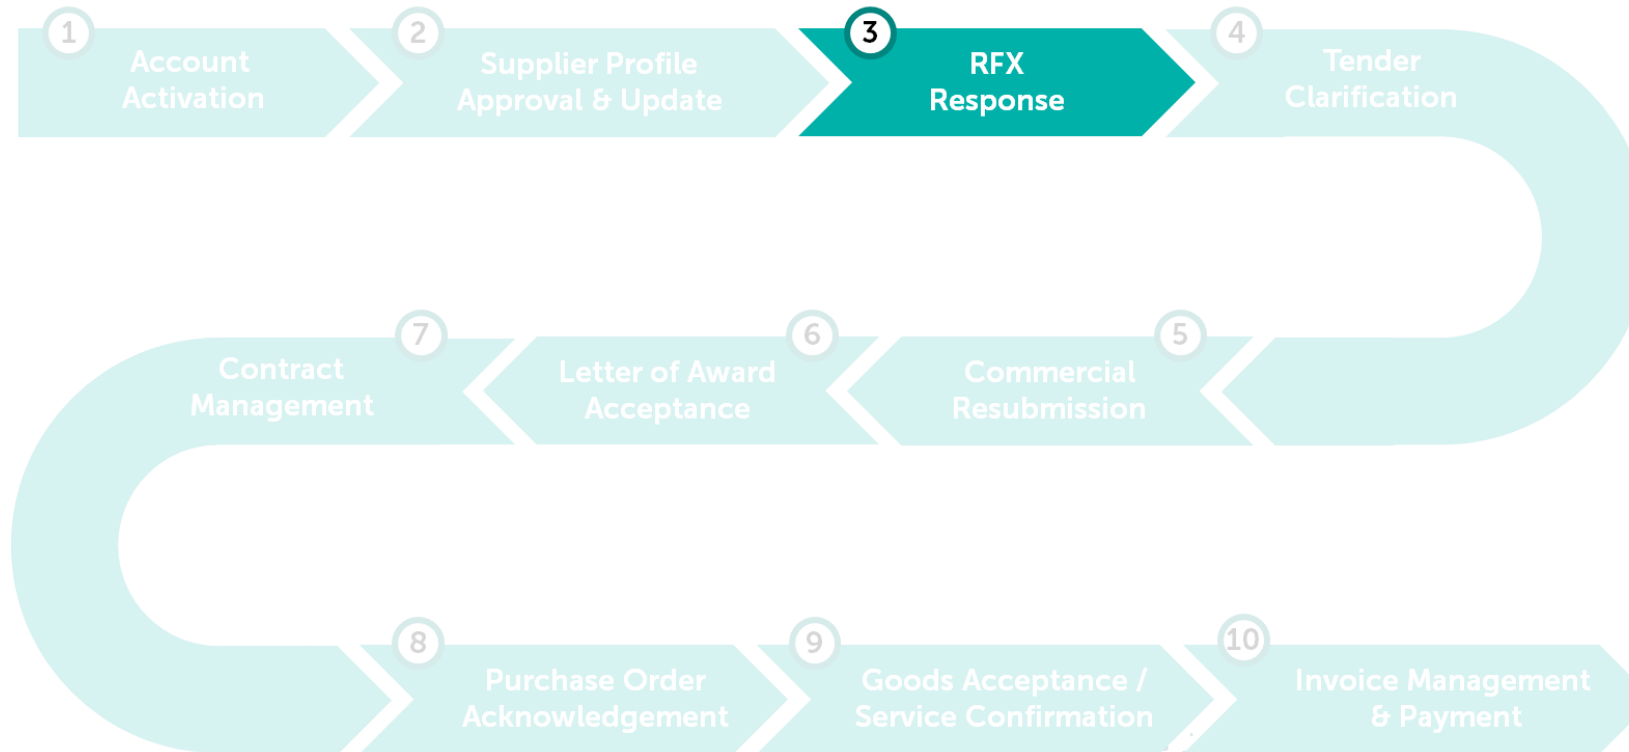 1
Account
Activation
2
Supplier Profile
Approval & Update
3
RFX
Response
4
Tender
Clarification
5
Commercial
Resubmission
6
Letter of Award
Acceptance
7
Contract
Management
8
Purchase Order
Acknowledgement
9
Goods Acceptance /
Service Confirmation
10
Invoice Management
& Payment